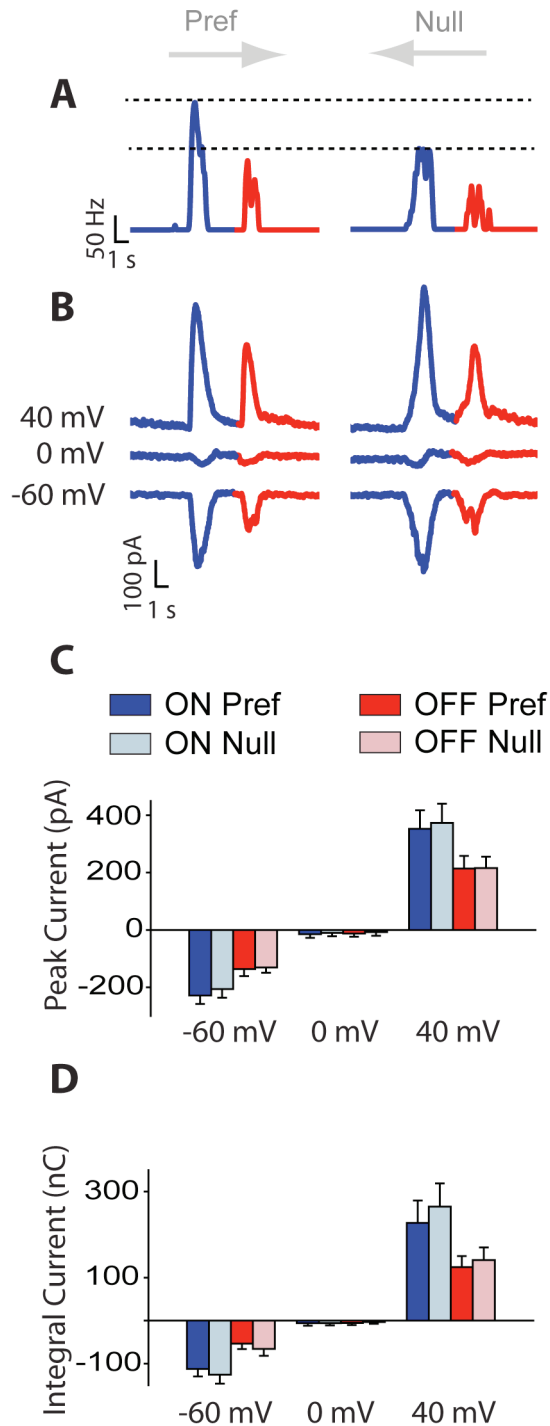 Pref Null
A
50 Hz
1 s
B
40 mV
0 mV
-60 mV
100 pA
1 s
C
ON Pref OFF Pref
ON Null OFF Null
Peak Current (pA)
400
200
0
-200
-60 mV 0 mV 40 mV
D
Integral Current (nC)
300
100
-100
-60 mV 0 mV 40 mV